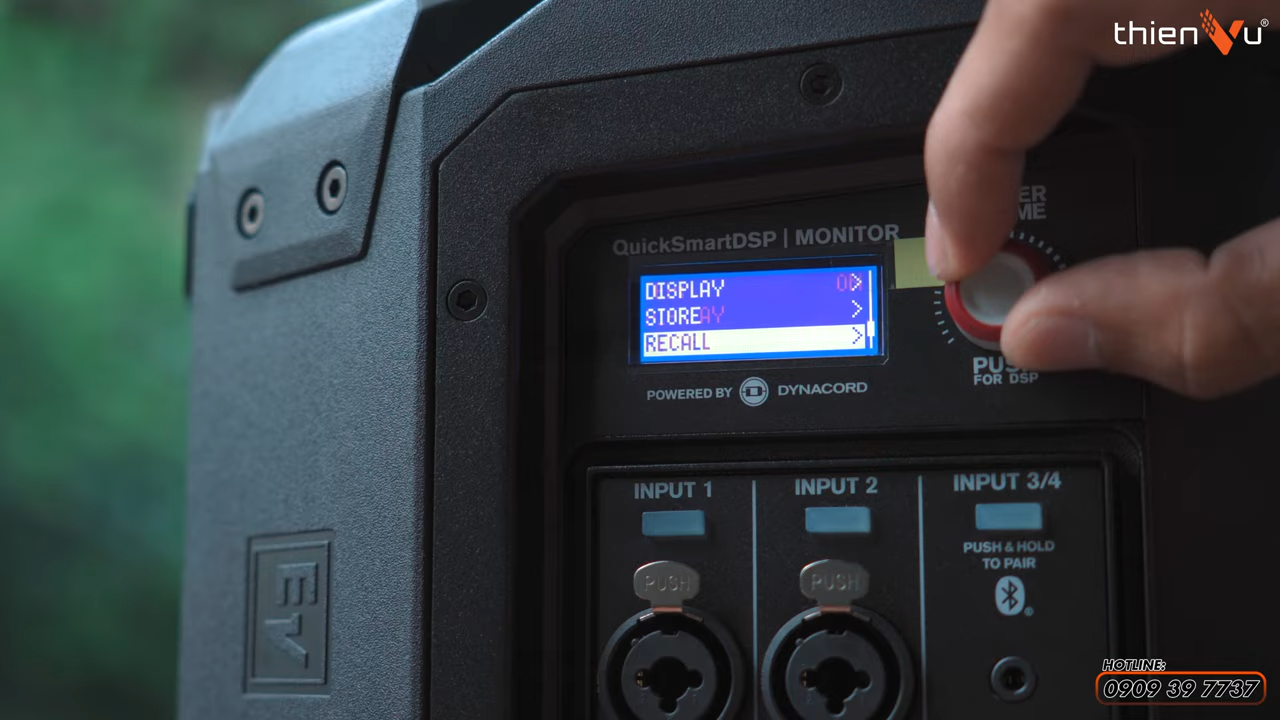 thienVu®
QuickSmartDSP | MONITOR
DISPLAY >
STORE >
RECALL >
POWERED BY DYNACORD
PUSH
FOR DSP
INPUT 1
INPUT 2
INPUT 3/4
PUSH & HOLD
TO PAIR
PUSH
PUSH
EV
HOTLINE:
0909 39 7737